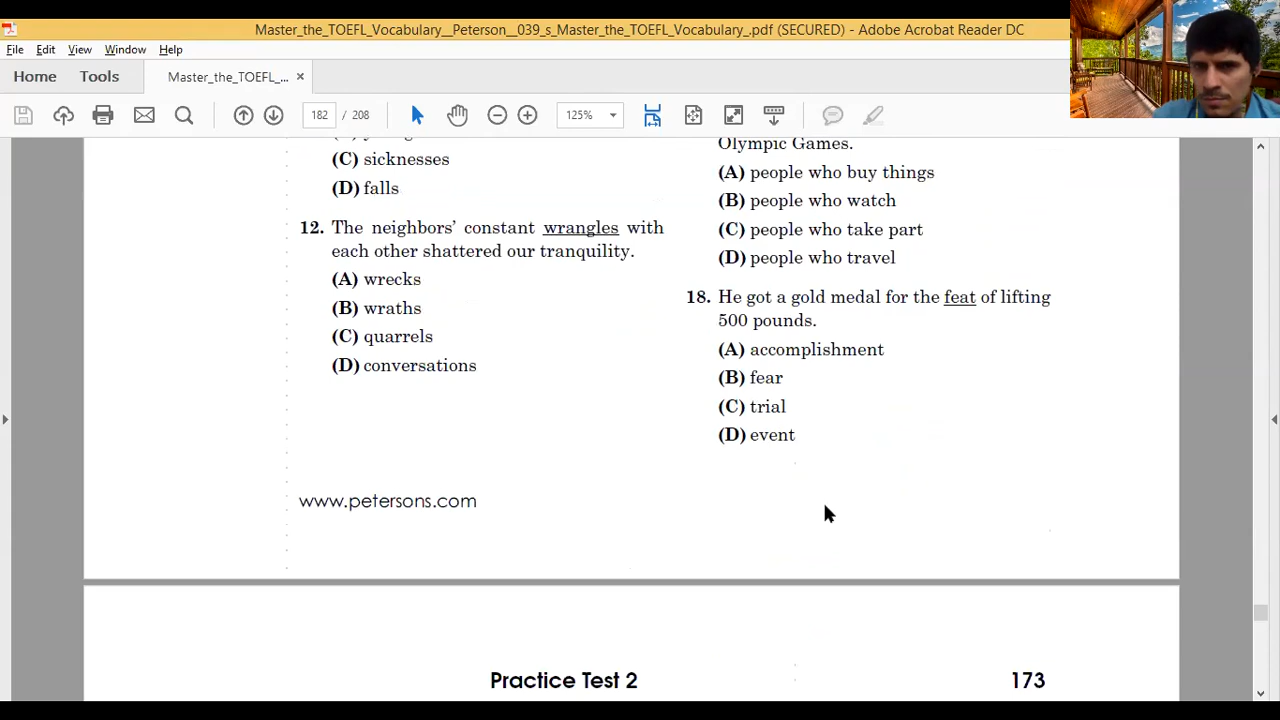 Master_the_TOEFL_Vocabulary__Peterson__039_s_Master_the_TOEFL_Vocabulary_.pdf (SECURED) - Adobe Acrobat Reader DC
File Edit View Window Help
Home Tools Master_the_TOEFL_... ×
182 / 208 125%
(C) sicknesses
(D) falls
12. The neighbors’ constant wrangles with
each other shattered our tranquility.
(A) wrecks
(B) wraths
(C) quarrels
(D) conversations
www.petersons.com
Olympic Games.
(A) people who buy things
(B) people who watch
(C) people who take part
(D) people who travel
18. He got a gold medal for the feat of lifting
500 pounds.
(A) accomplishment
(B) fear
(C) trial
(D) event
Practice Test 2 173